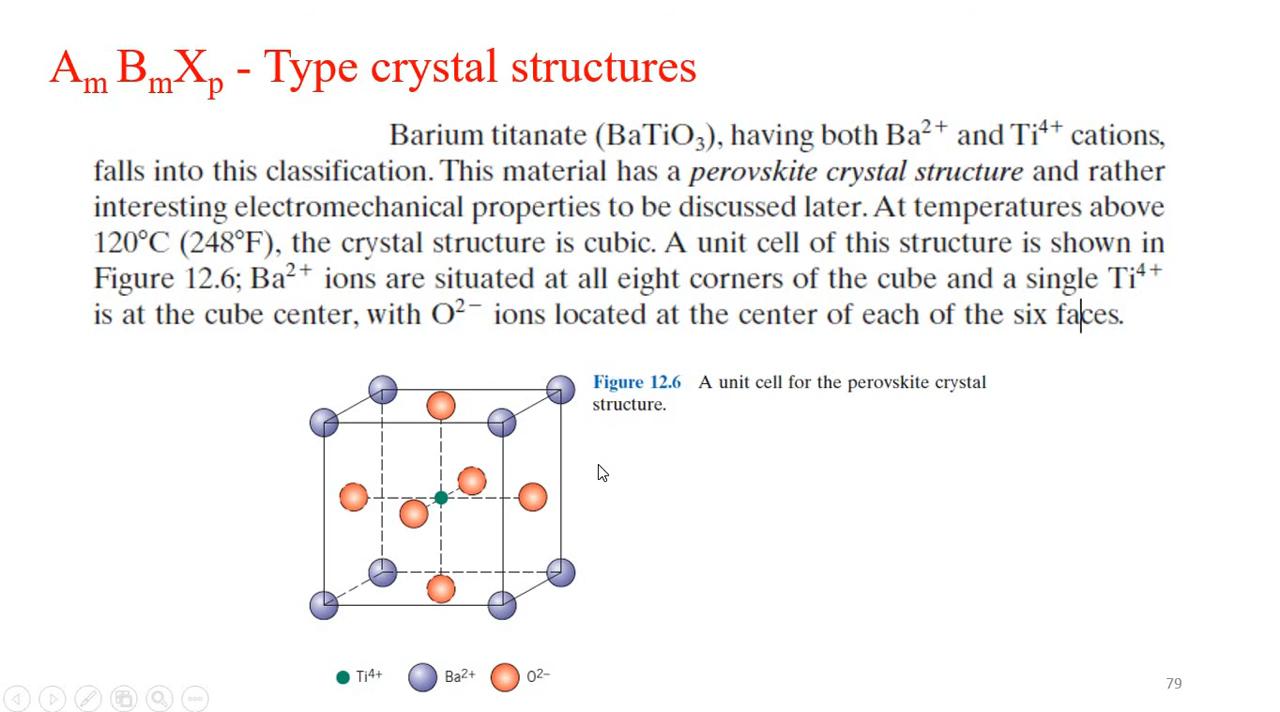 Aₘ BₘXₚ - Type crystal structures
Barium titanate (BaTiO₃), having both Ba²⁺ and Ti⁴⁺ cations,
falls into this classification. This material has a perovskite crystal structure and rather
interesting electromechanical properties to be discussed later. At temperatures above
120°C (248°F), the crystal structure is cubic. A unit cell of this structure is shown in
Figure 12.6; Ba²⁺ ions are situated at all eight corners of the cube and a single Ti⁴⁺
is at the cube center, with O²⁻ ions located at the center of each of the six faces.
Figure 12.6 A unit cell for the perovskite crystal
structure.
Ti⁴⁺ Ba²⁺ O²⁻
79